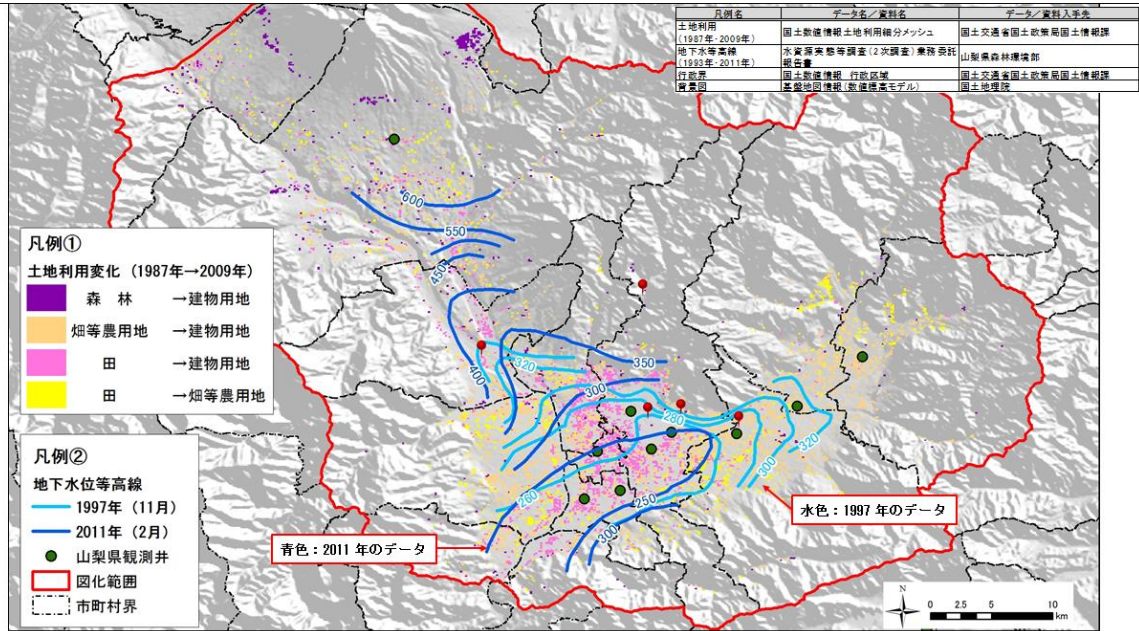 凡例名 データ名／資料名 データ／資料入手先
土地利用
(1987年・2009年) 国土数値情報土地利用細分メッシュ 国土交通省国土政策局国土情報課
地下水等高線
(1993年・2011年) 水資源実態等調査(2次調査)業務委託
報告書 山梨県森林環境部
行政界 国土数値情報 行政区域 国土交通省国土政策局国土情報課
背景図 基盤地図情報(数値標高モデル) 国土地理院
600
550
450
凡例①
土地利用変化 (1987年→2009年)
森 林 →建物用地
畑等農用地 →建物用地
田 →建物用地
田 →畑等農用地
320
350
400
300
280
320
300
260
250
300
凡例②
地下水位等高線
1997年 (11月)
2011年 (2月)
山梨県観測井
図化範囲
市町村界
水色：1997 年のデータ
青色：2011 年のデータ
N
0 2.5 5 10
km